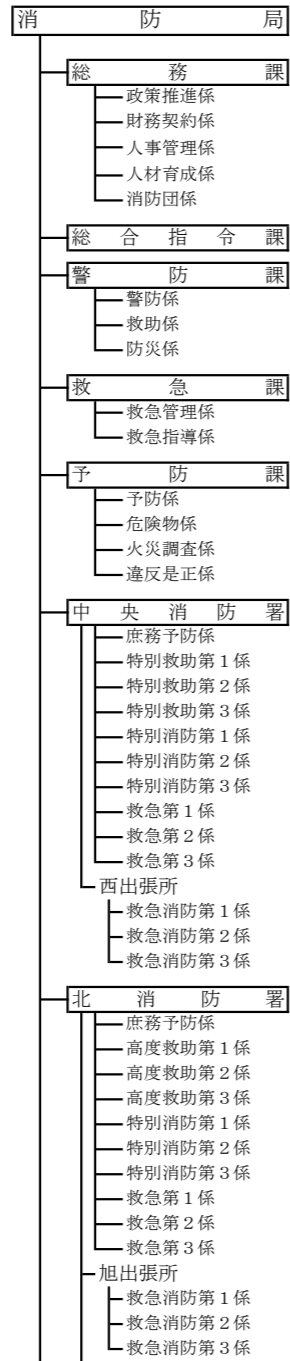 消防局
総務課
政策推進係
財務契約係
人事管理係
人材育成係
消防団係
総合指令課
警防課
警防係
救助係
防災係
救急課
救急管理係
救急指導係
予防課
予防係
危険物係
火災調査係
違反是正係
中央消防署
庶務予防係
特別救助第1係
特別救助第2係
特別救助第3係
特別消防第1係
特別消防第2係
特別消防第3係
救急第1係
救急第2係
救急第3係
西出張所
救急消防第1係
救急消防第2係
救急消防第3係
北消防署
庶務予防係
高度救助第1係
高度救助第2係
高度救助第3係
特別消防第1係
特別消防第2係
特別消防第3係
救急第1係
救急第2係
救急第3係
旭出張所
救急消防第1係
救急消防第2係
救急消防第3係